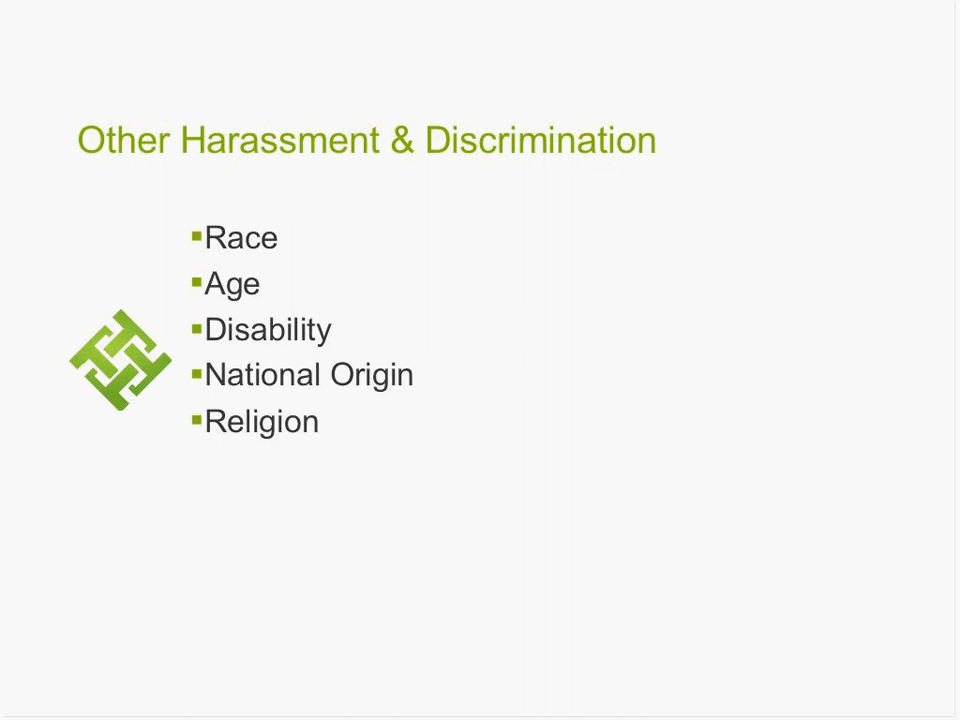 Other Harassment & Discrimination
▪Race
▪Age
▪Disability
▪National Origin
▪Religion